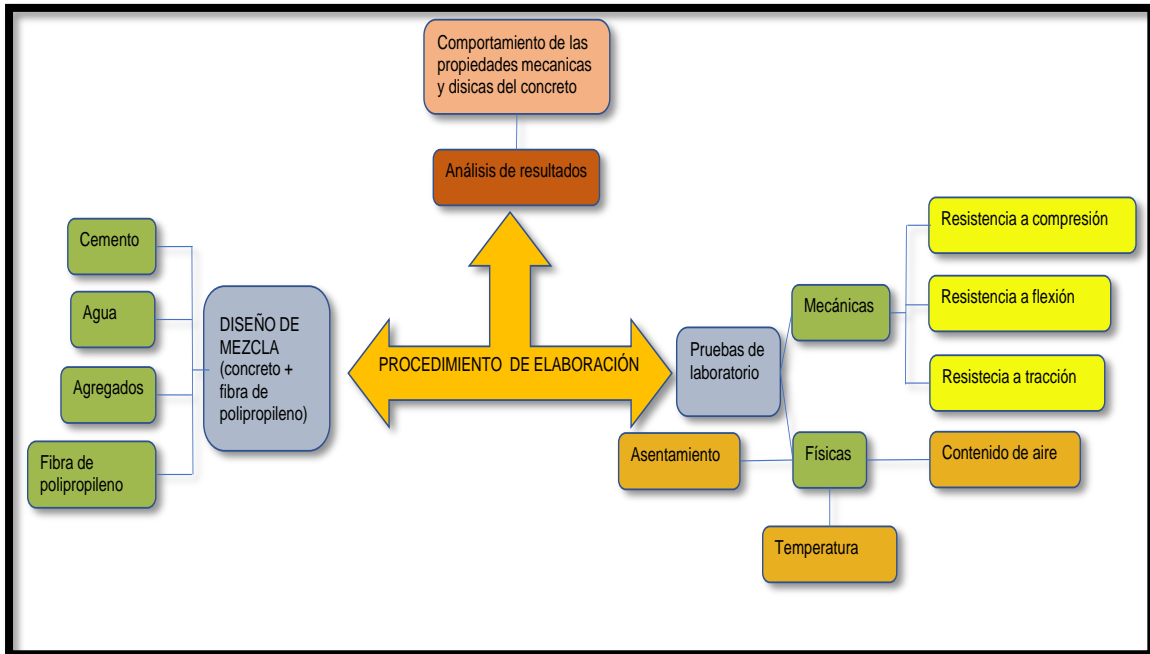 Comportamiento de las
propiedades mecanicas
y disicas del concreto
Análisis de resultados
Cemento
Agua
Agregados
Fibra de
polipropileno
DISEÑO DE
MEZCLA
(concreto +
fibra de
polipropileno)
PROCEDIMIENTO DE ELABORACIÓN
Pruebas de
laboratorio
Mecánicas
Resistencia a compresión
Resistencia a flexión
Resistecia a tracción
Asentamiento
Físicas
Contenido de aire
Temperatura